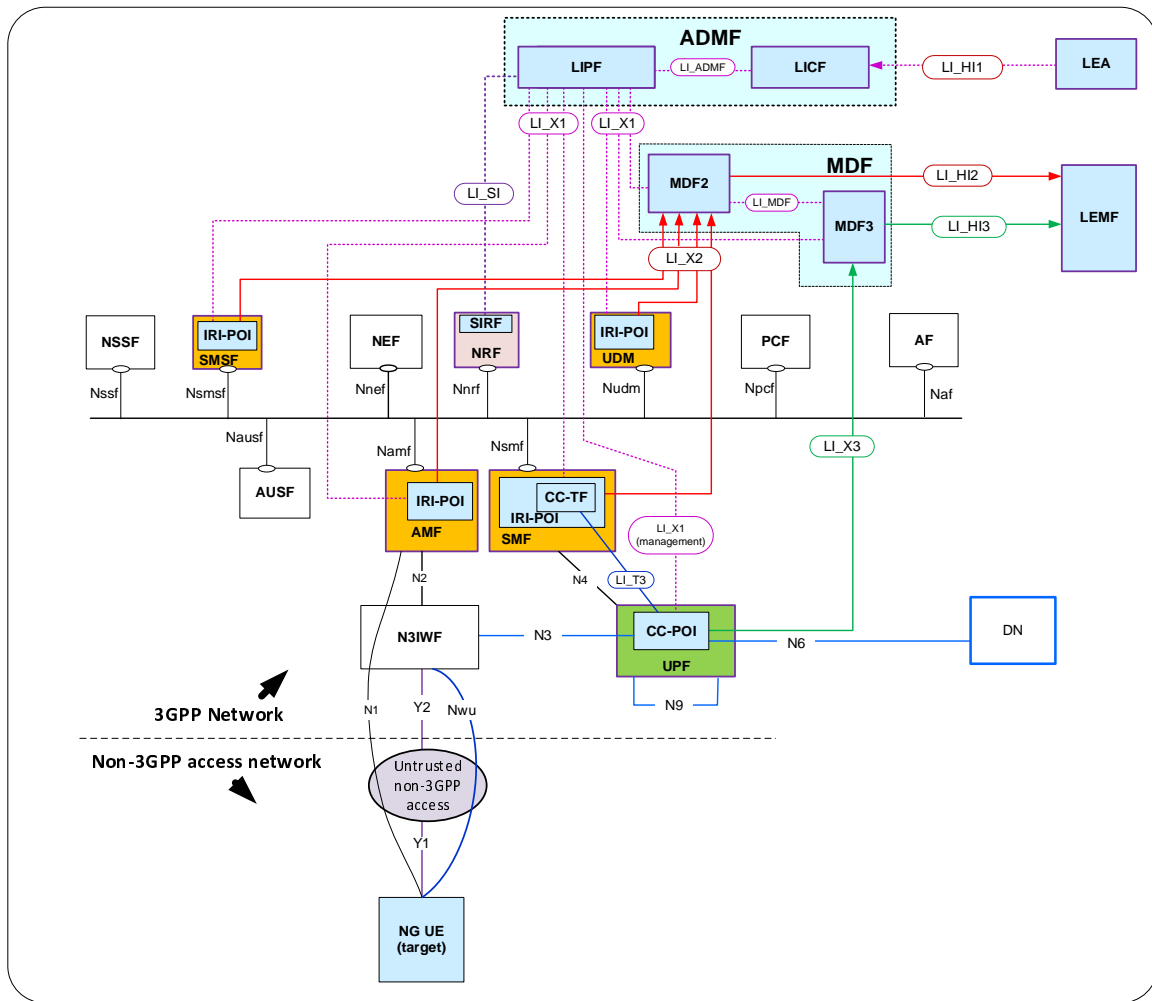 ADMF
LIPF
LI_ADMF
LICF
LI_HI1
LEA
LI_X1
LI_X1
MDF
MDF2
LI_HI2
LI_SI
LI_MDF
MDF3
LI_HI3
LEMF
LI_X2
NSSF
IRI-POI
SMSF
NEF
SIRF
NRF
IRI-POI
UDM
PCF
AF
Nssf
Nsmsf
Nnef
Nnrf
Nudm
Npcf
Naf
Nausf
Namf
Nsmf
LI_X3
AUSF
IRI-POI
AMF
CC-TF
IRI-POI
SMF
LI_X1
(management)
N2
N4
LI_T3
N3IWF
N3
CC-POI
UPF
N6
DN
N1
Y2
Nwu
N9
3GPP Network
Non-3GPP access network
Untrusted
non-3GPP
access
Y1
NG UE
(target)